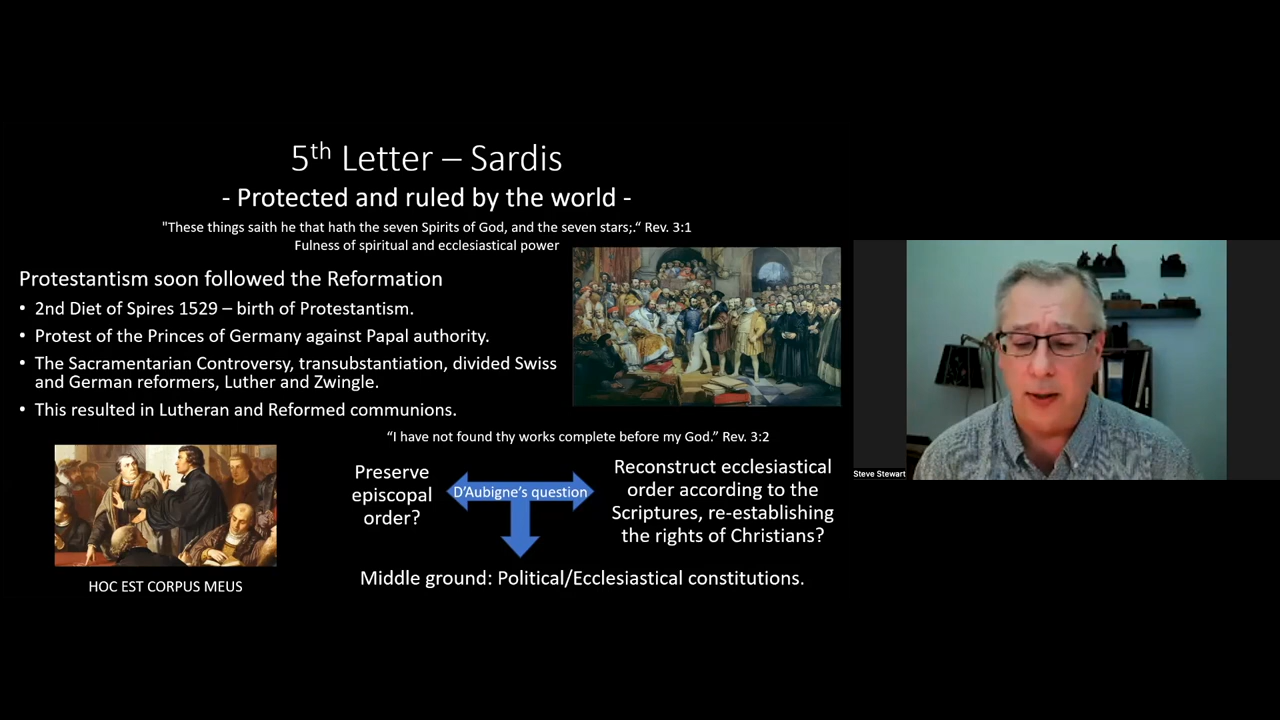 5th Letter – Sardis
- Protected and ruled by the world -
"These things saith he that hath the seven Spirits of God, and the seven stars;.“ Rev. 3:1
Fulness of spiritual and ecclesiastical power
Protestantism soon followed the Reformation
• 2nd Diet of Spires 1529 – birth of Protestantism.
• Protest of the Princes of Germany against Papal authority.
• The Sacramentarian Controversy, transubstantiation, divided Swiss
and German reformers, Luther and Zwingle.
• This resulted in Lutheran and Reformed communions.
“I have not found thy works complete before my God.” Rev. 3:2
Preserve
episcopal
order?
D’Aubigne’s question
Reconstruct ecclesiastical
order according to the
Scriptures, re-establishing
the rights of Christians?
Middle ground: Political/Ecclesiastical constitutions.
HOC EST CORPUS MEUS
Steve Stewart